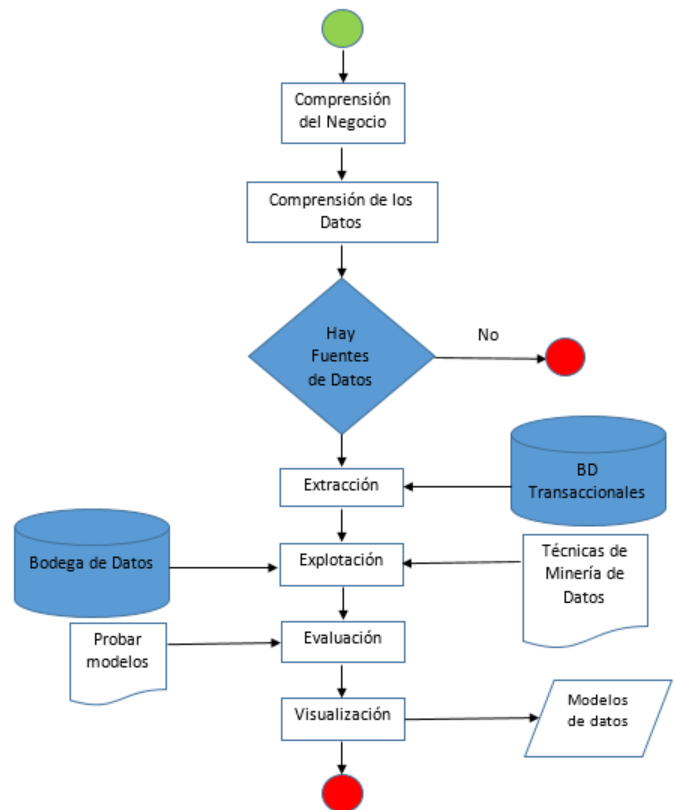 Comprensión
del Negocio
Comprensión de los
Datos
Hay
Fuentes
de Datos
No
BD
Transaccionales
Extracción
Bodega de Datos
Explotación
Técnicas de
Minería de
Datos
Probar
modelos
Evaluación
Visualización
Modelos
de datos